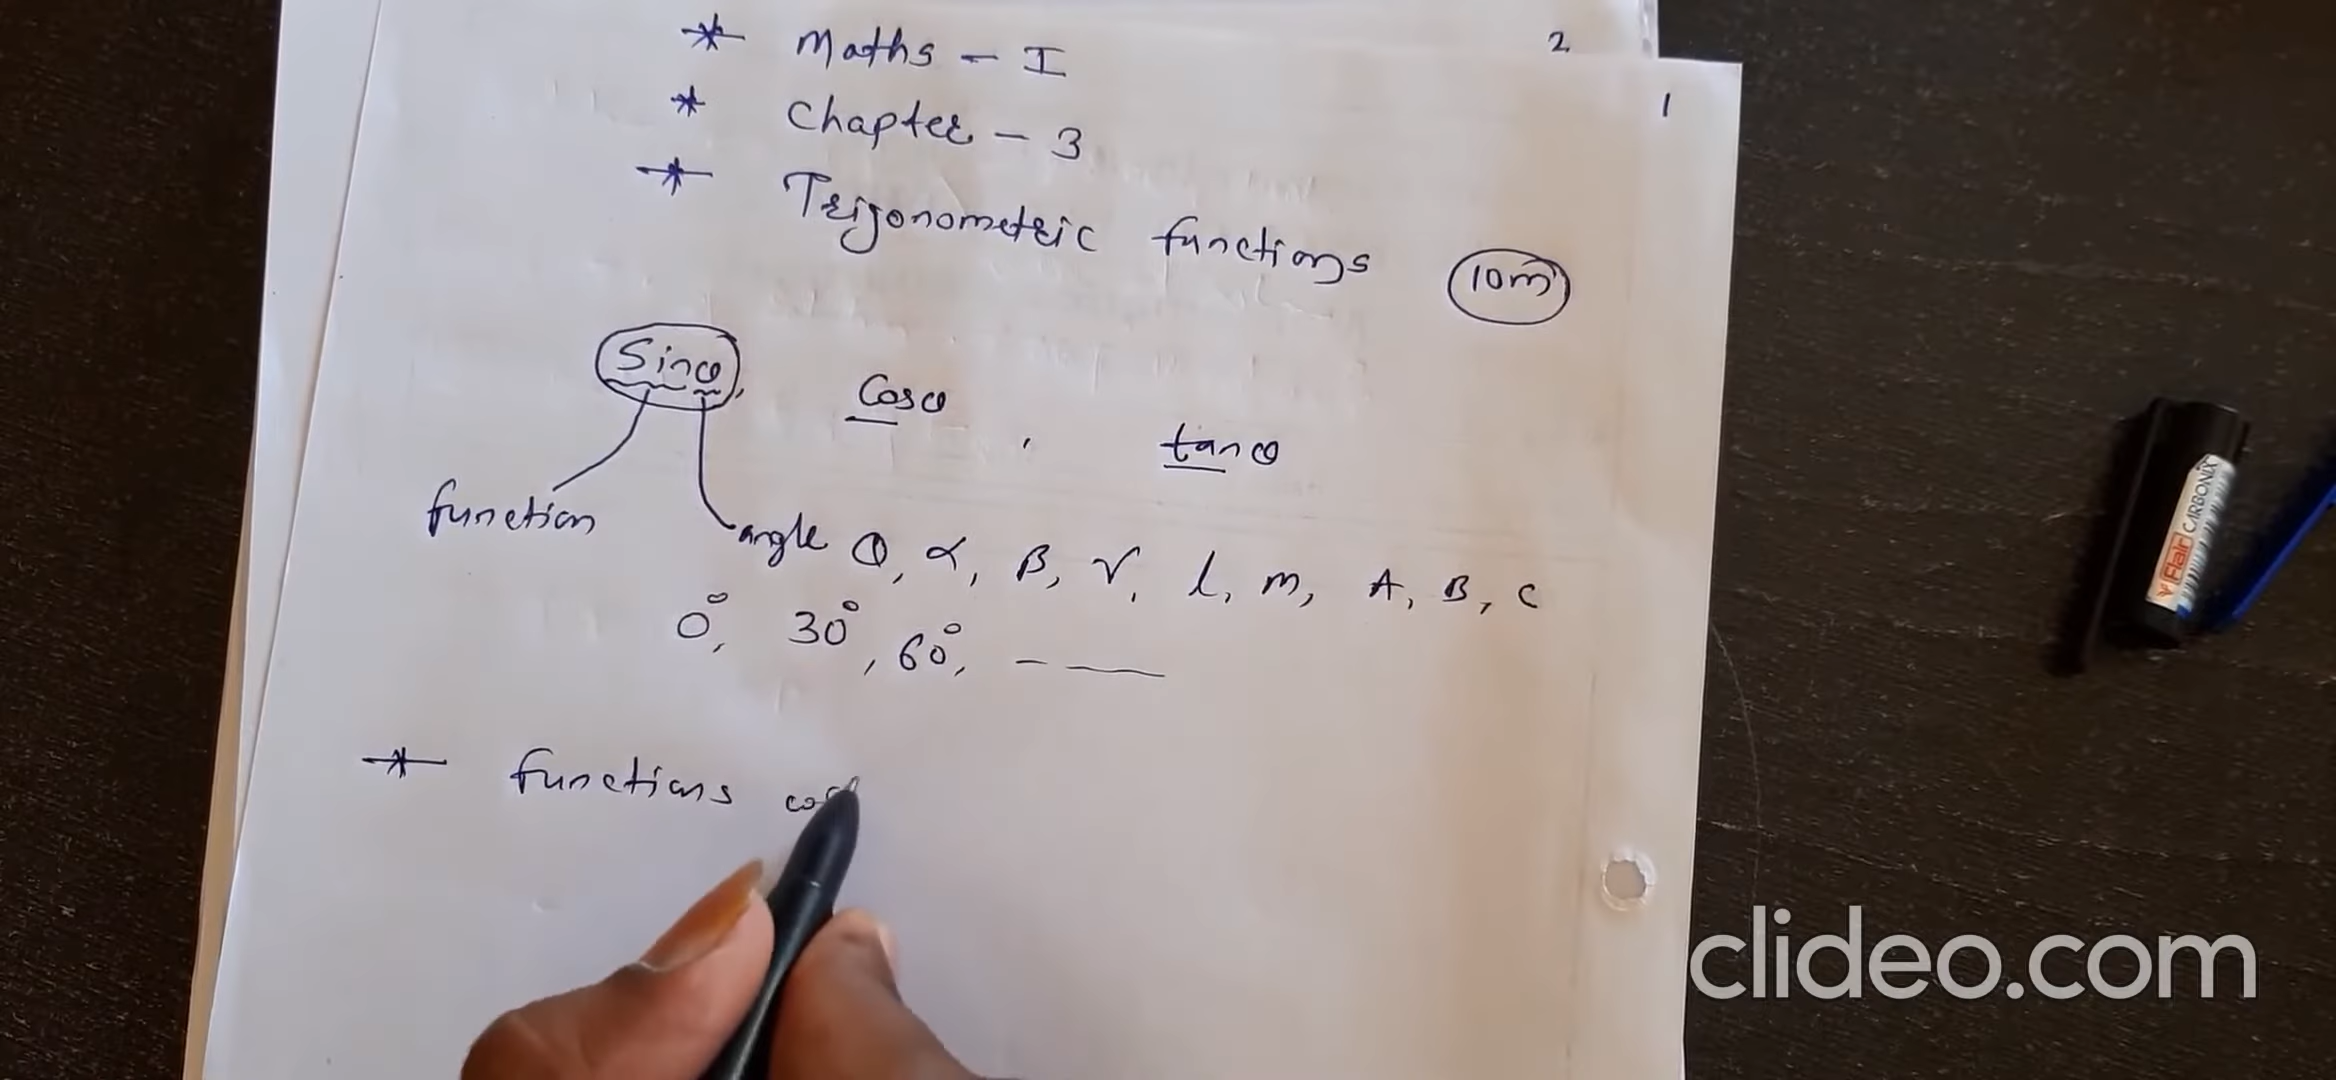 2
* Maths - I
1
* Chapter - 3
* Trigonometric functions 10m
Sinθ, Cosθ, tanθ
function
angle θ, α, β, γ, l, m, A, B, C
0°, 30°, 60°, - —
* functions
Flair CARBONIX
clideo.com